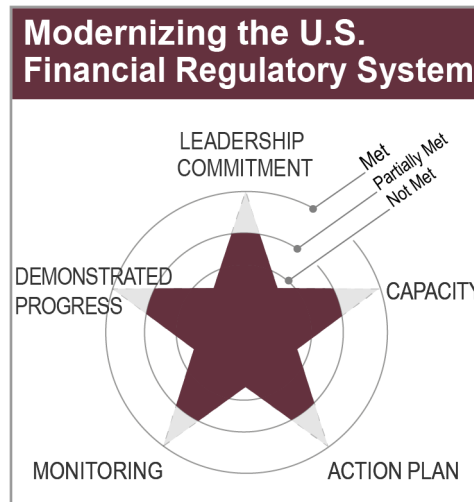 Modernizing the U.S.
Financial Regulatory System
LEADERSHIP
COMMITMENT
Met
Partially Met
Not Met
DEMONSTRATED
PROGRESS
CAPACITY
MONITORING
ACTION PLAN